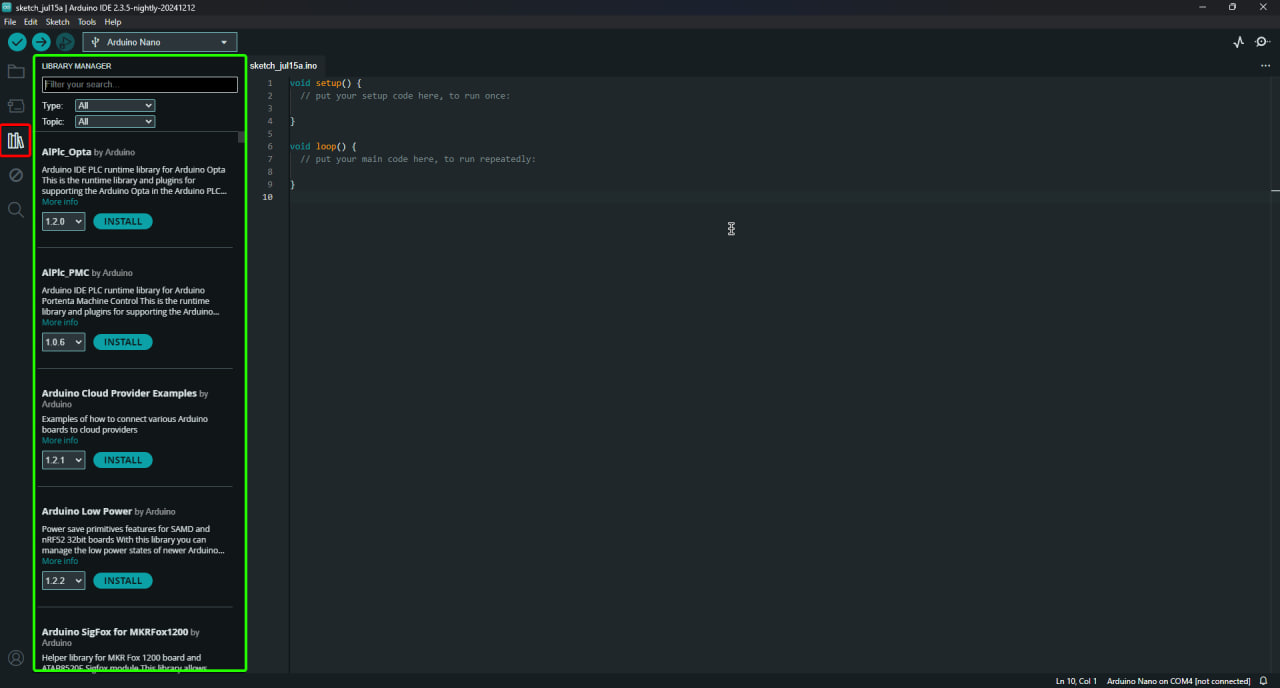 sketch_jul15a | Arduino IDE 2.3.5-nightly-20241212
File Edit Sketch Tools Help
Arduino Nano
LIBRARY MANAGER
Filter your search...
Type: All
Topic: All
AlPlc_Opta by Arduino
Arduino IDE PLC runtime library for Arduino Opta
This is the runtime library and plugins for
supporting the Arduino Opta in the Arduino PLC...
More info
1.2.0 INSTALL
AlPlc_PMC by Arduino
Arduino IDE PLC runtime library for Arduino
Portenta Machine Control This is the runtime
library and plugins for supporting the Arduino...
More info
1.0.6 INSTALL
Arduino Cloud Provider Examples by
Arduino
Examples of how to connect various Arduino
boards to cloud providers
More info
1.2.1 INSTALL
Arduino Low Power by Arduino
Power save primitives features for SAMD and
nRF52 32bit boards With this library you can
manage the low power states of newer Arduino...
More info
1.2.2 INSTALL
Arduino SigFox for MKRFox1200 by
Arduino
Helper library for MKR Fox 1200 board and
ATAB8520E Sigfox module This library allows
sketch_jul15a.ino
1 void setup() {
2 // put your setup code here, to run once:
3
4 }
5
6 void loop() {
7 // put your main code here, to run repeatedly:
8
9 }
10
Ln 10, Col 1 Arduino Nano on COM4 [not connected]